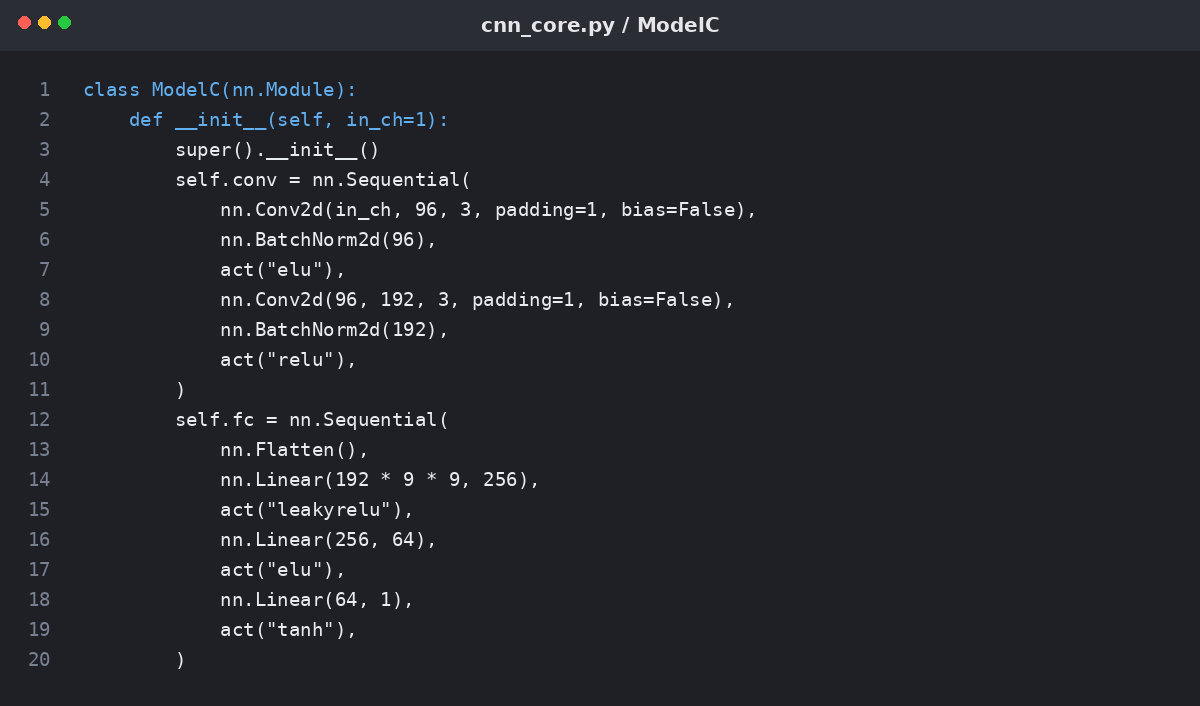 cnn_core.py / ModelC
1 class ModelC(nn.Module):
2     def __init__(self, in_ch=1):
3         super().__init__()
4         self.conv = nn.Sequential(
5             nn.Conv2d(in_ch, 96, 3, padding=1, bias=False),
6             nn.BatchNorm2d(96),
7             act("elu"),
8             nn.Conv2d(96, 192, 3, padding=1, bias=False),
9             nn.BatchNorm2d(192),
10             act("relu"),
11         )
12         self.fc = nn.Sequential(
13             nn.Flatten(),
14             nn.Linear(192 * 9 * 9, 256),
15             act("leakyrelu"),
16             nn.Linear(256, 64),
17             act("elu"),
18             nn.Linear(64, 1),
19             act("tanh"),
20         )